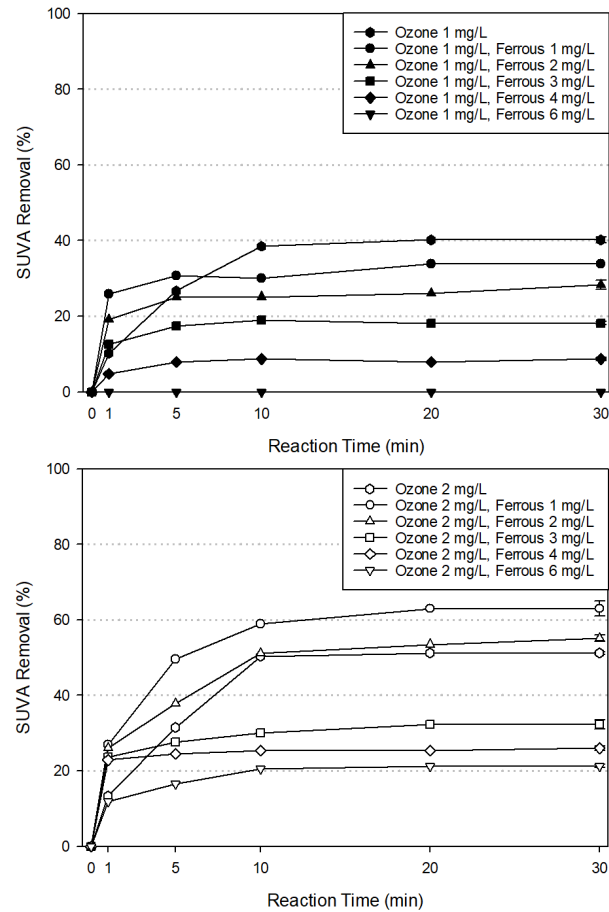 100
80
60
40
20
0
SUVA Removal (%)
Ozone 1 mg/L
Ozone 1 mg/L, Ferrous 1 mg/L
Ozone 1 mg/L, Ferrous 2 mg/L
Ozone 1 mg/L, Ferrous 3 mg/L
Ozone 1 mg/L, Ferrous 4 mg/L
Ozone 1 mg/L, Ferrous 6 mg/L
0 1 5 10 20 30
Reaction Time (min)
100
80
60
40
20
0
SUVA Removal (%)
Ozone 2 mg/L
Ozone 2 mg/L, Ferrous 1 mg/L
Ozone 2 mg/L, Ferrous 2 mg/L
Ozone 2 mg/L, Ferrous 3 mg/L
Ozone 2 mg/L, Ferrous 4 mg/L
Ozone 2 mg/L, Ferrous 6 mg/L
0 1 5 10 20 30
Reaction Time (min)